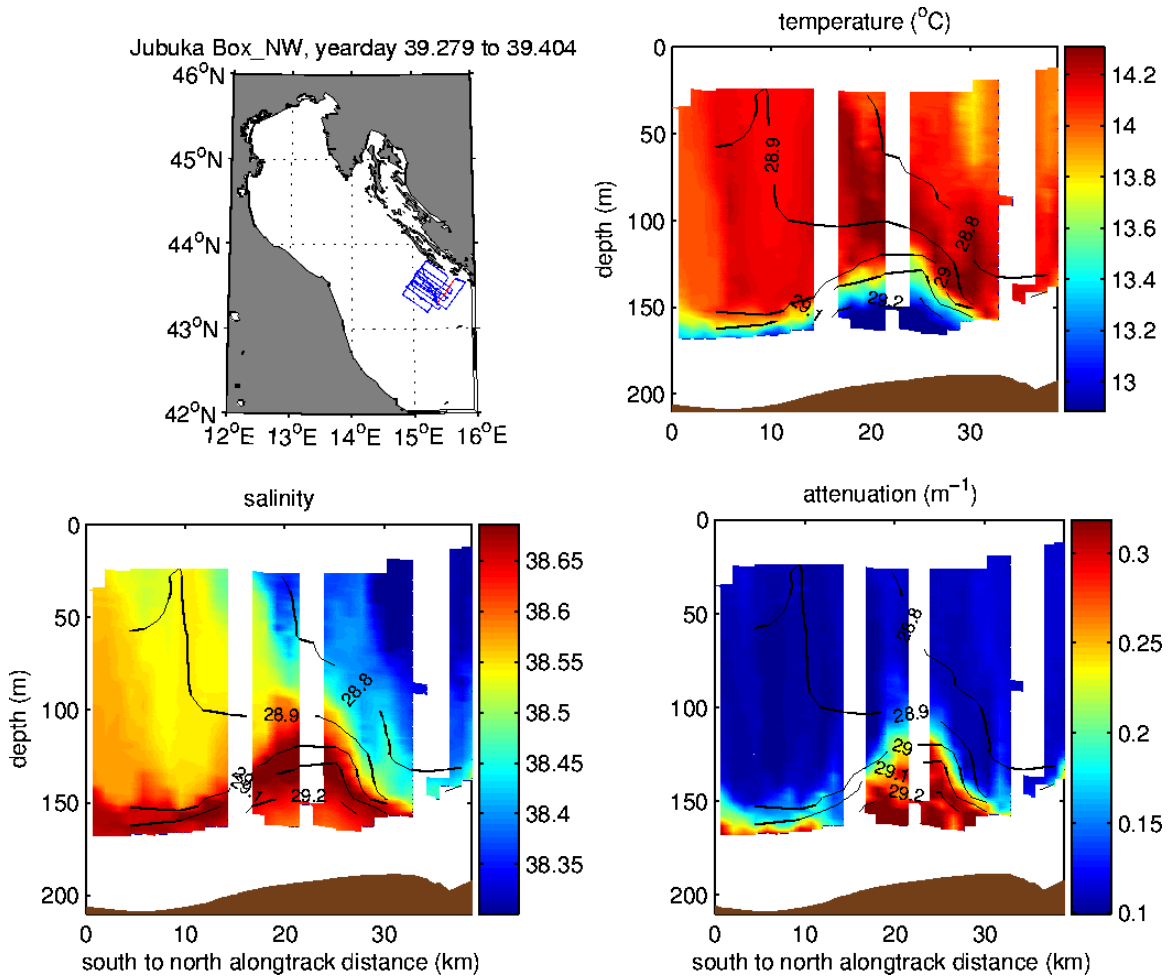 Jubuka Box_NW, yearday 39.279 to 39.404
46°N
45°N
44°N
43°N
42°N
12°E 13°E 14°E 15°E 16°E
temperature (°C)
depth (m)
0
50
100
150
200
0 10 20 30
28.9
28.8
29
29.2
29.1
14.2
14
13.8
13.6
13.4
13.2
13
salinity
depth (m)
0
50
100
150
200
0 10 20 30
south to north alongtrack distance (km)
28.8
28.9
29
29.1
29.2
38.65
38.6
38.55
38.5
38.45
38.4
38.35
attenuation (m⁻¹)
0
50
100
150
200
0 10 20 30
south to north alongtrack distance (km)
28.8
28.9
29
29.1
29.2
0.3
0.25
0.2
0.15
0.1